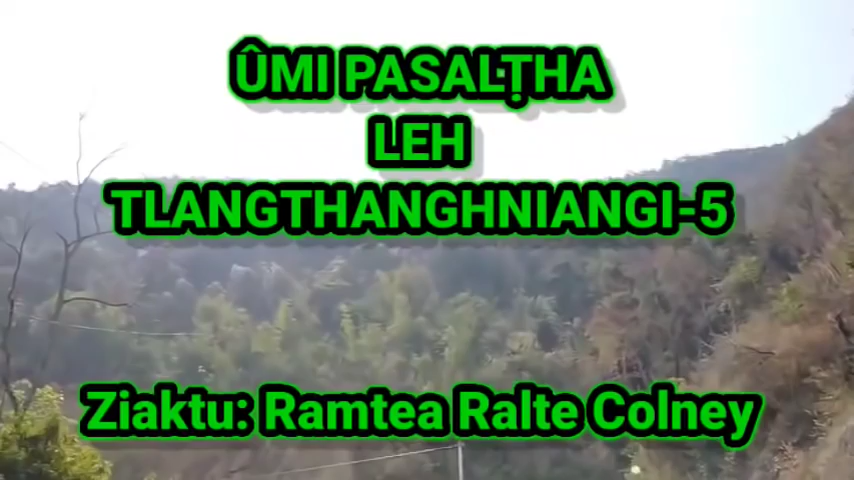 ÛMI PASALṬHA
LEH
TLANGTHANGHNIANGI-5
Ziaktu: Ramtea Ralte Colney